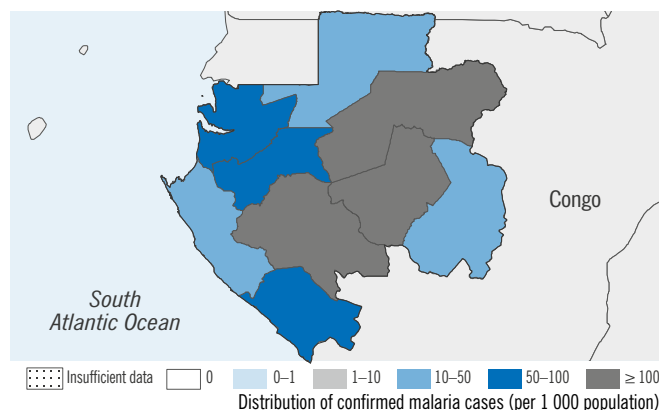 Congo
South
Atlantic Ocean
Insufficient data 0 0–1 1–10 10–50 50–100 ≥ 100
Distribution of confirmed malaria cases (per 1 000 population)